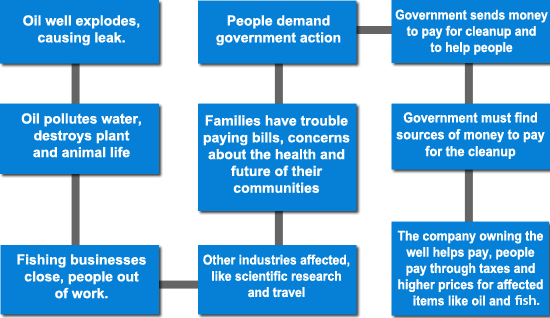 Oil well explodes,
causing leak.
Oil pollutes water,
destroys plant
and animal life
Fishing businesses
close, people out
of work.
Other industries affected,
like scientific research
and travel
Families have trouble
paying bills, concerns
about the health and
future of their
communities
People demand
government action
Government sends money
to pay for cleanup and
to help people
Government must find
sources of money to pay
for the cleanup
The company owning the
well helps pay, people
pay through taxes and
higher prices for affected
items like oil and fish.